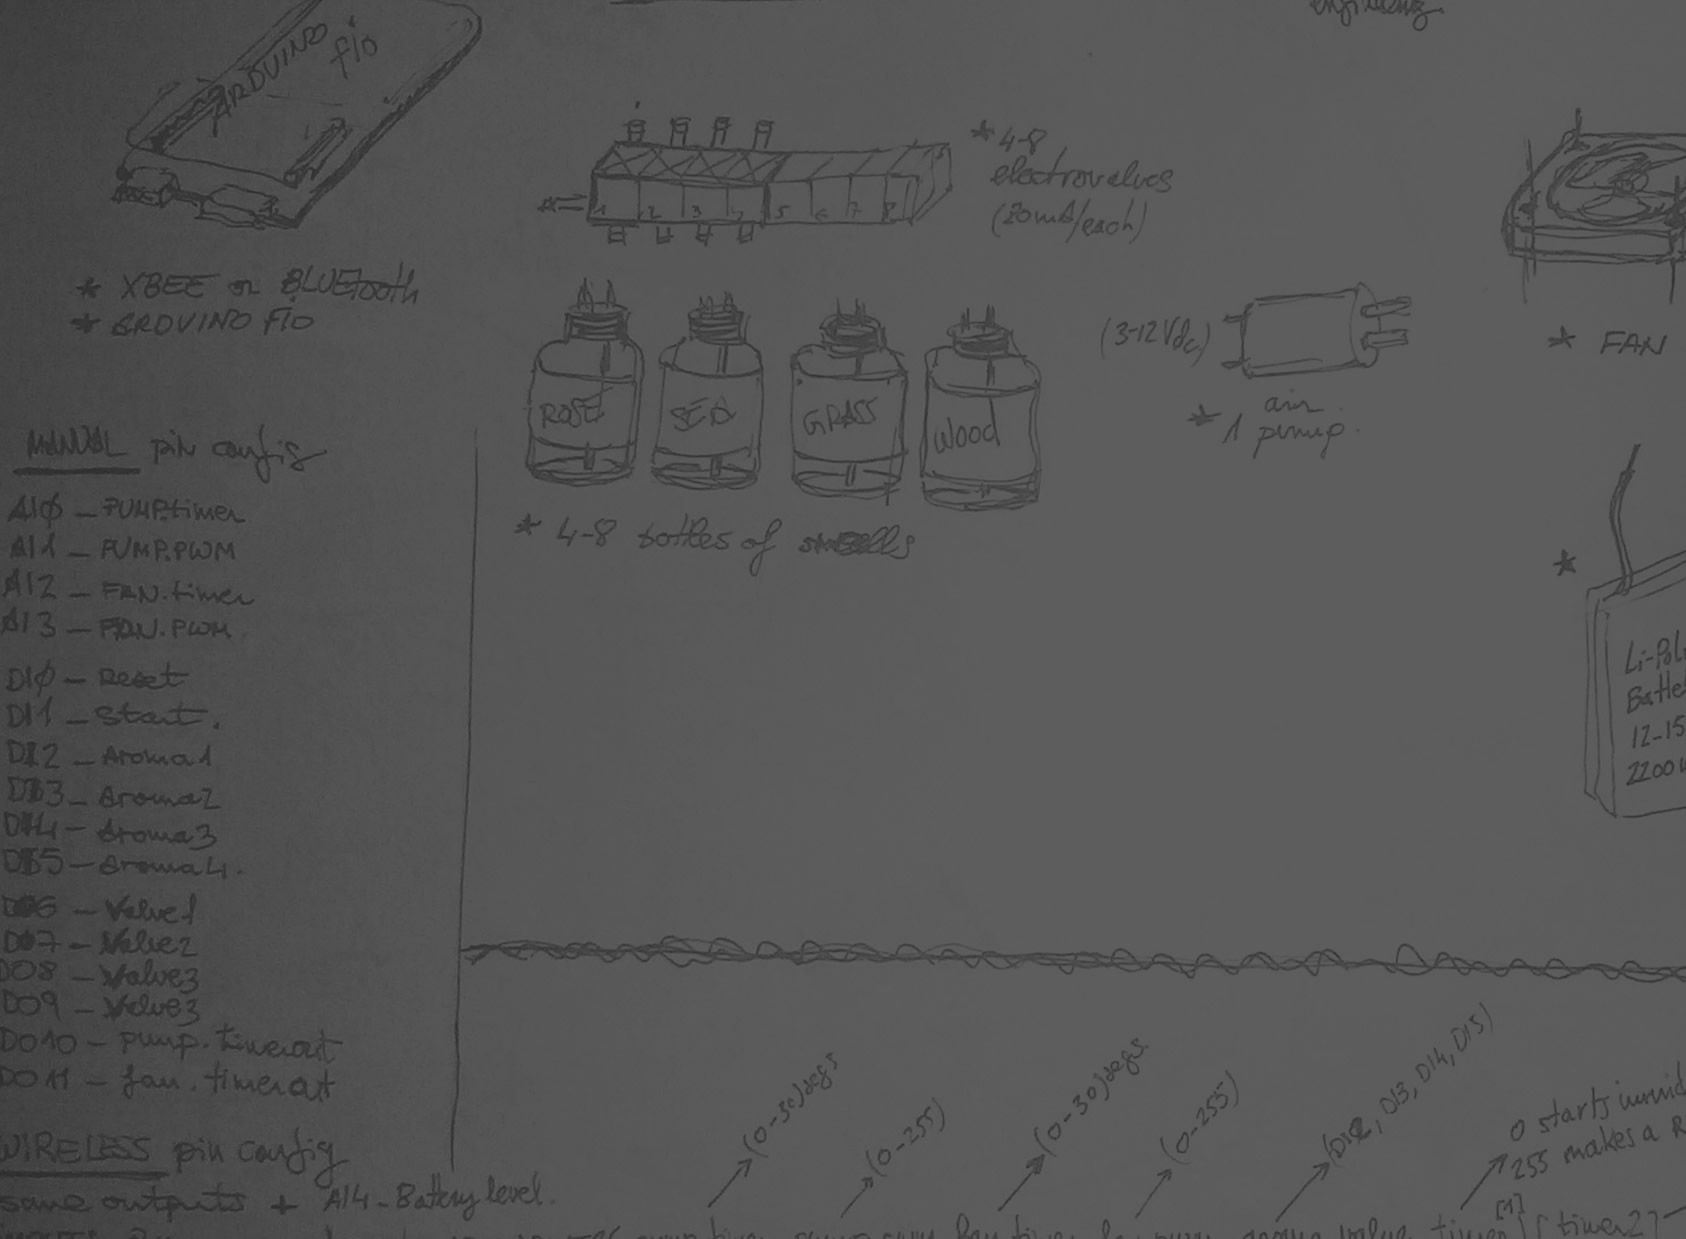 engineering
ARDUINO
fio
* 4-8
electrovalves
(20mA/each)
1 2 3 4 5 6 7 8
* XBEE or BLUEtooth
* ARDUINO FIO
(3-12Vdc)
* 1 air pump.
* FAN
ROSE
SEA
GRASS
Wood
* 4-8 bottles of smells
*
Li-Pol
Batte
12-15
2200
MANUAL pin config
AI0 - PUMP.timer
AI1 - PUMP.PWM
AI2 - FAN.timer
AI3 - FAN.PWM.
DI0 - Reset
DI1 - Start.
DI2 - Aroma1
DI3 - Aroma2
DI4 - Aroma3
DI5 - Aroma4.
DO6 - Valve1
DO7 - Valve2
DO8 - Valve3
DO9 - Valve3
DO10 - pump.timerout
DO11 - fan.timerout
WIRELESS pin config
same outputs + AI4 - Battery level.
(0-30)segs
(0-255)
(0-30)segs.
(0-255)
(DI2, DI3, DI4, DI5)
0 starts inmid
255 makes a R
[1]
timer [timer2]